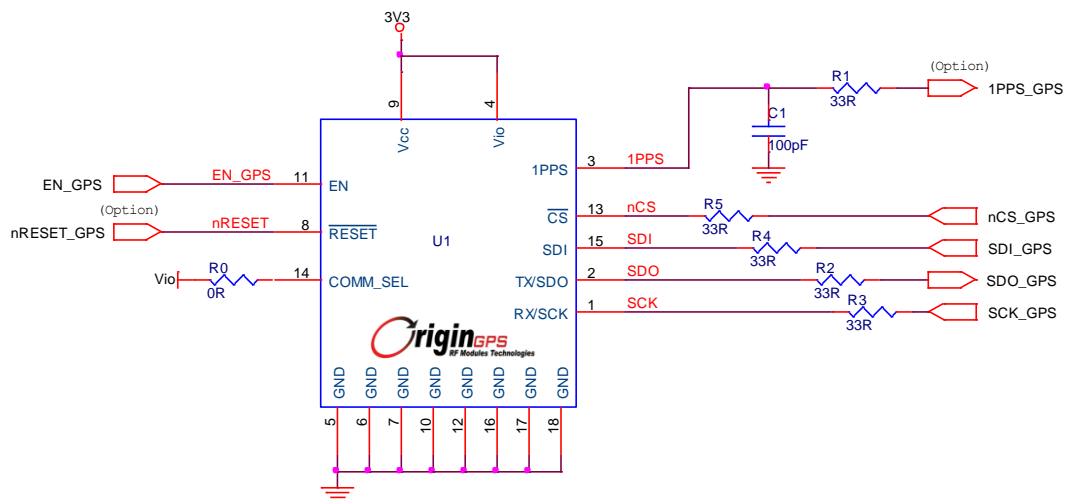 3V3
(Option)
R1
33R
1PPS_GPS
C1
100pF
9
4
Vcc
Vio
1PPS
3
1PPS
EN_GPS
EN_GPS
11
EN
(Option)
nRESET_GPS
nRESET
8
RESET
U1
CS
13
nCS
R5
33R
nCS_GPS
SDI
15
SDI
R4
33R
SDI_GPS
Vio
R0
0R
14
COMM_SEL
TX/SDO
2
SDO
R2
33R
SDO_GPS
RX/SCK
1
SCK
R3
33R
SCK_GPS
OriginGPS
RF Modules Technologies
GND
GND
GND
GND
GND
GND
GND
GND
5
6
7
10
12
16
17
18